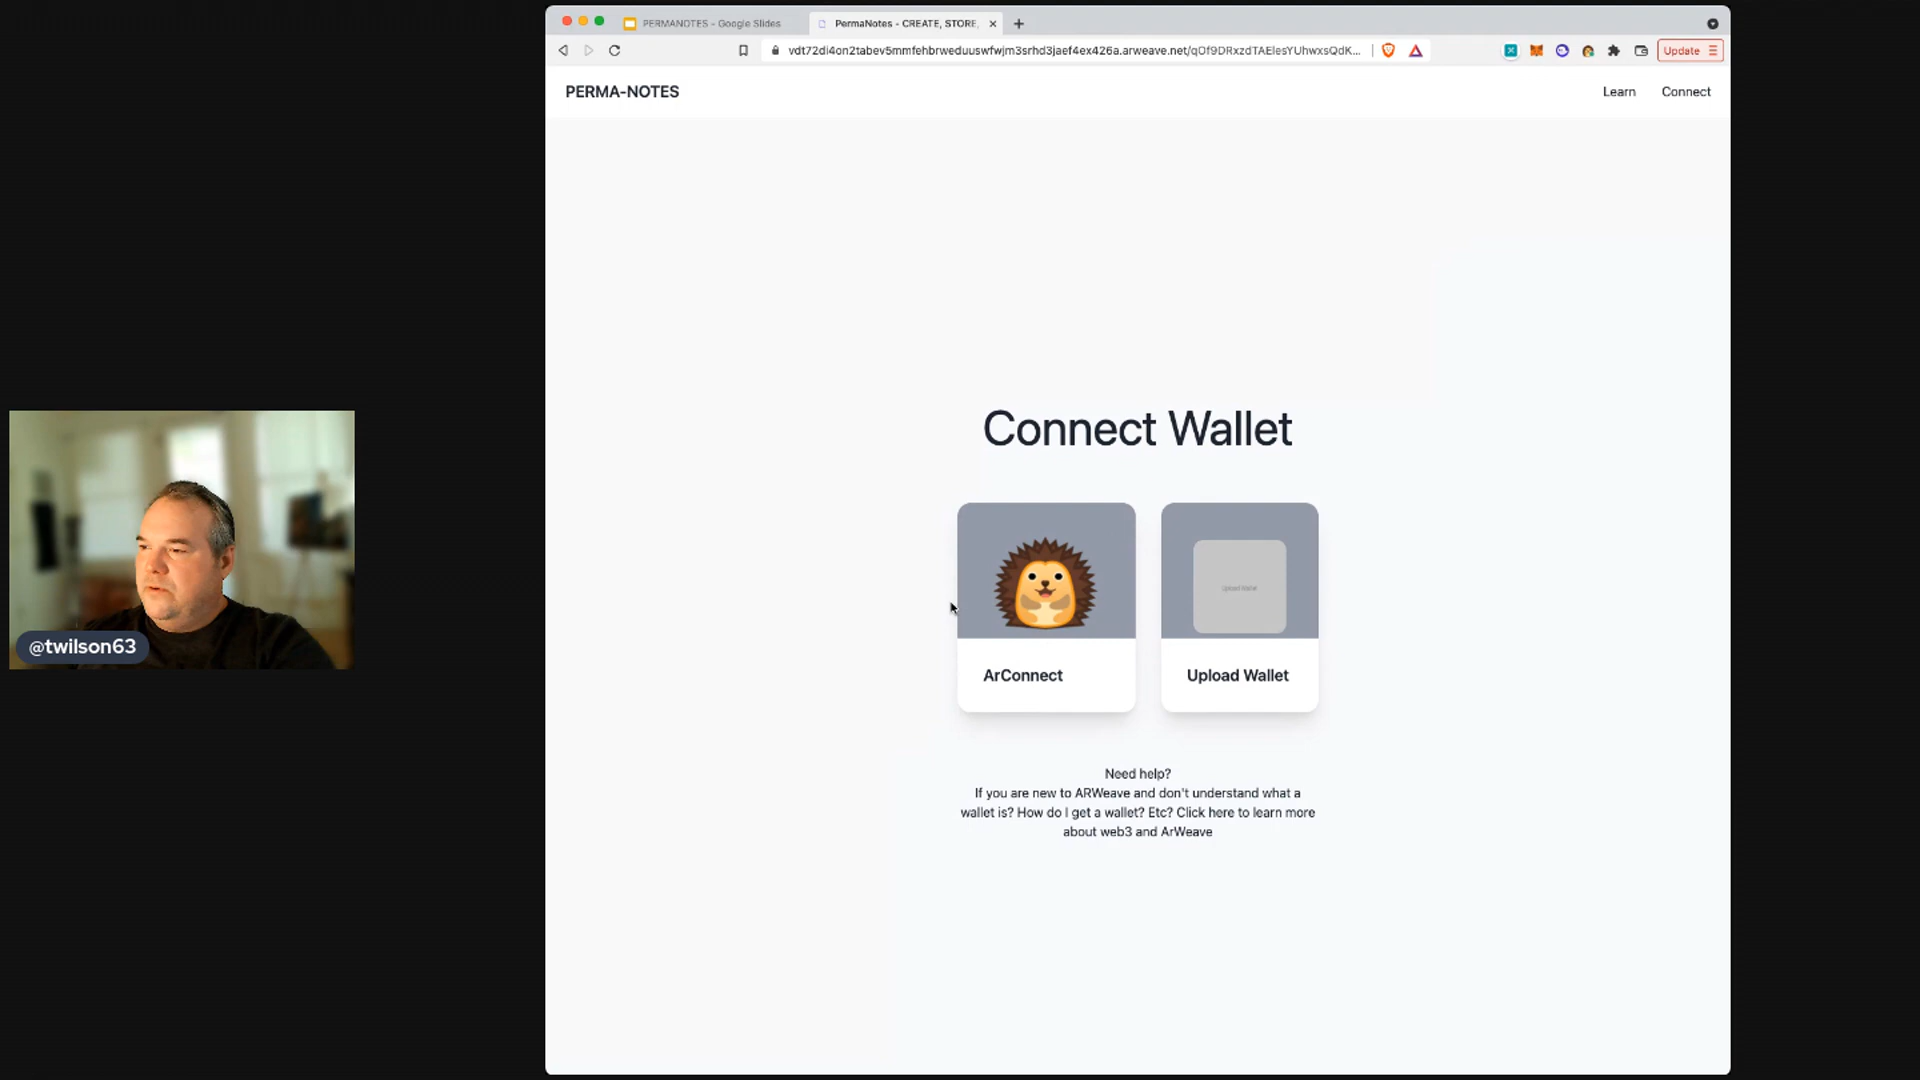 PERMANOTES - Google Slides
PermaNotes - CREATE, STORE,
vdt72di4on2tabev5mmfehbrweduuswfwjm3srhd3jaef4ex426a.arweave.net/qOf9DRxzdTAElesYUhwxsQdK...
Update
PERMA-NOTES
Learn
Connect
Connect Wallet
Upload Wallet
ArConnect
Upload Wallet
Need help?
If you are new to ARWeave and don't understand what a
wallet is? How do I get a wallet? Etc? Click here to learn more
about web3 and ArWeave
@twilson63